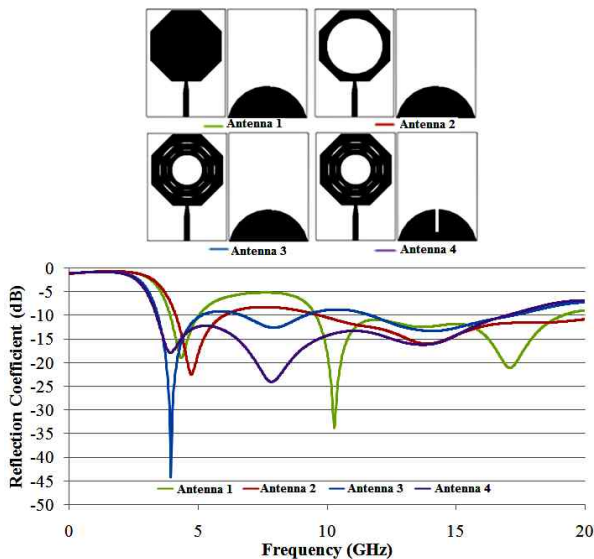 Antenna 1
Antenna 2
Antenna 3
Antenna 4
Reflection Coefficient (dB)
0
-5
-10
-15
-20
-25
-30
-35
-40
-45
-50
Antenna 1
Antenna 2
Antenna 3
Antenna 4
0
5
10
15
20
Frequency (GHz)